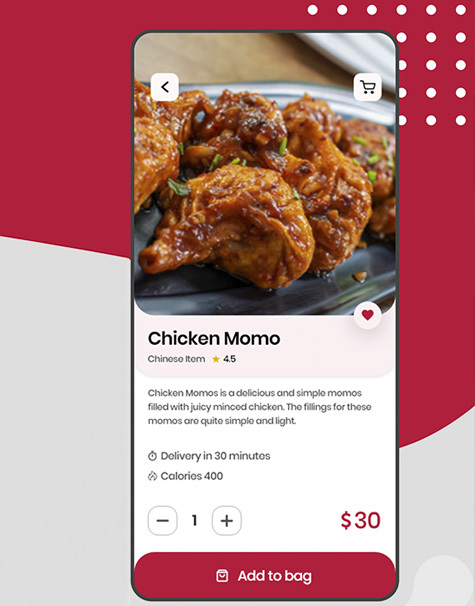 Chicken Momo
Chinese Item ★ 4.5
Chicken Momos is a delicious and simple momos
filled with juicy minced chicken. The fillings for these
momos are quite simple and light.
Delivery in 30 minutes
Calories 400
1
$30
Add to bag